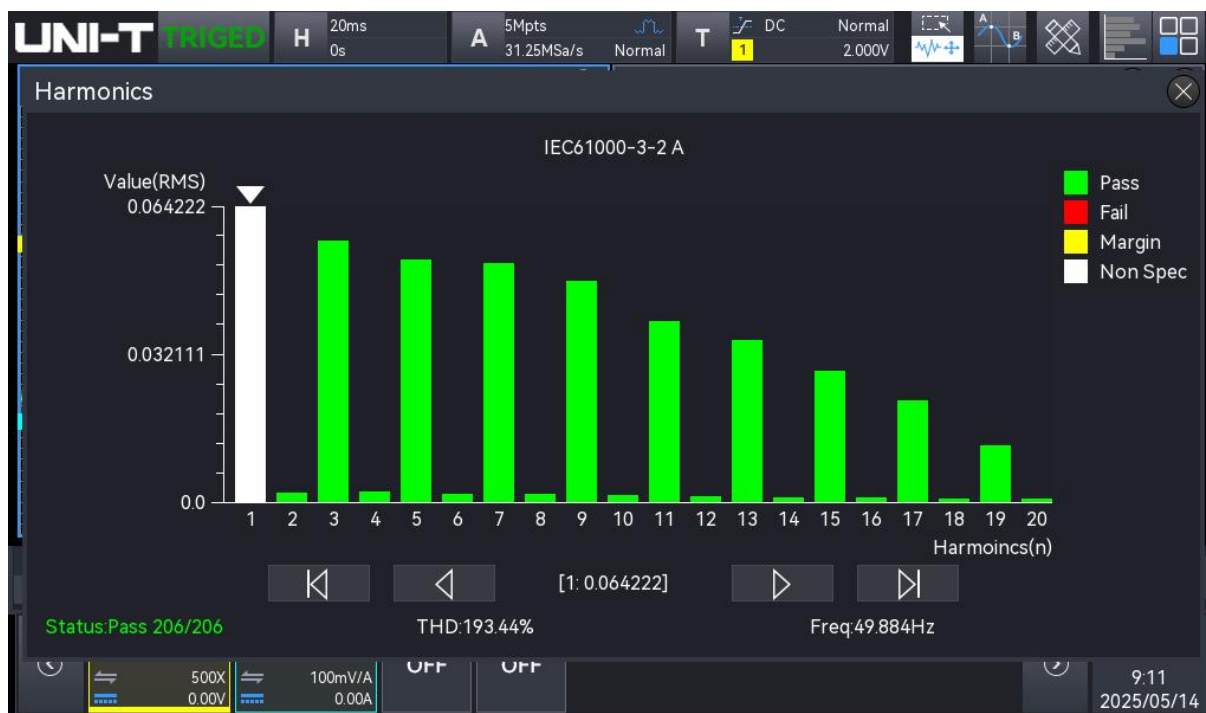 UNI-T TRIGED H 20ms A 5Mpts T DC Normal A
0s 31.25MSa/s Normal 1 2.000V B
Harmonics
IEC61000-3-2 A
Value(RMS)
0.064222
0.032111
0.0
Pass
Fail
Margin
Non Spec
1 2 3 4 5 6 7 8 9 10 11 12 13 14 15 16 17 18 19 20
Harmoincs(n)
[1: 0.064222]
Status:Pass 206/206 THD:193.44% Freq:49.884Hz
500X 100mV/A OFF OFF 9:11
0.00V 0.00A 2025/05/14